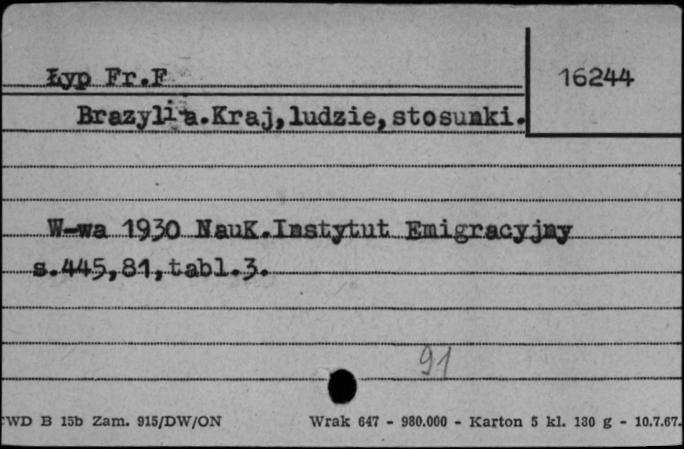 Łyp Fr.F
16244
Brazylia.Kraj,ludzie,stosunki.
W-wa 1930 NauK.Instytut Emigracyjny
s.445,81,tabl.3.
91
WD B 15b Zam. 915/DW/ON Wrak 647 - 980.000 - Karton 5 kl. 130 g - 10.7.67.